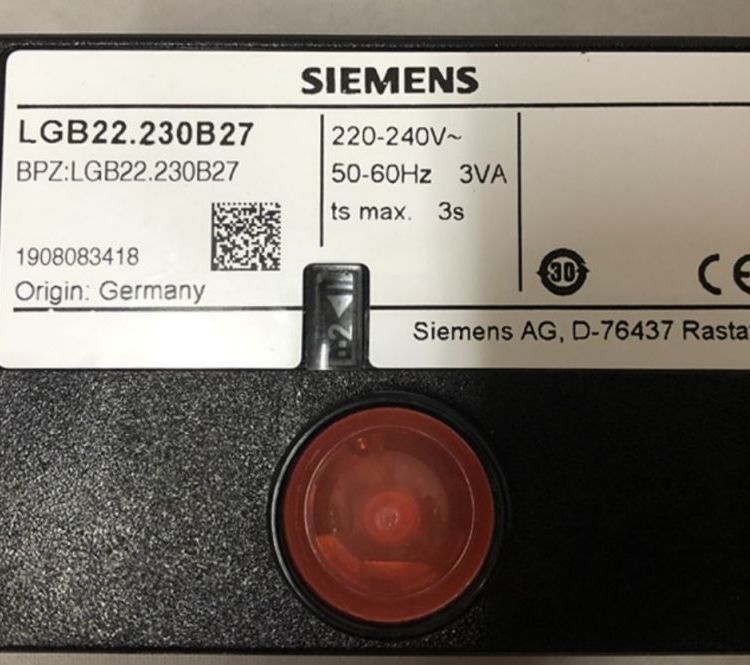 SIEMENS
LGB22.230B27
BPZ:LGB22.230B27
1908083418
Origin: Germany
220-240V~
50-60Hz 3VA
ts max. 3s
30
CE
Siemens AG, D-76437